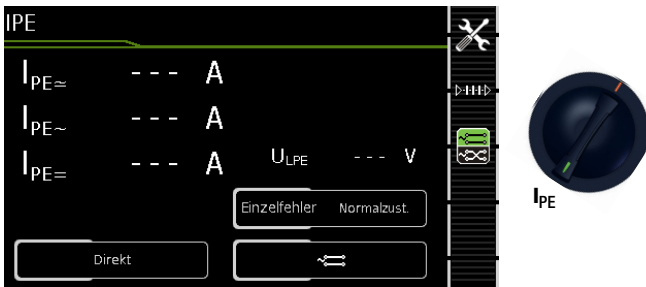 IPE
IPE≃ - - - A
IPE~ - - - A
IPE= - - - A
ULPE - - - V
Einzelfehler Normalzust.
Direkt
IPE